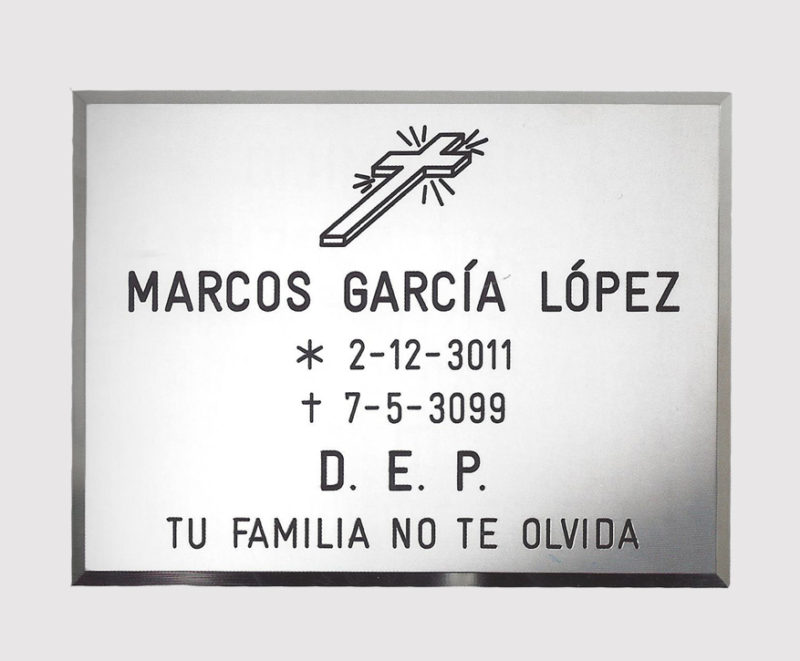 MARCOS GARCÍA LÓPEZ
* 2-12-3011
† 7-5-3099
D. E. P.
TU FAMILIA NO TE OLVIDA